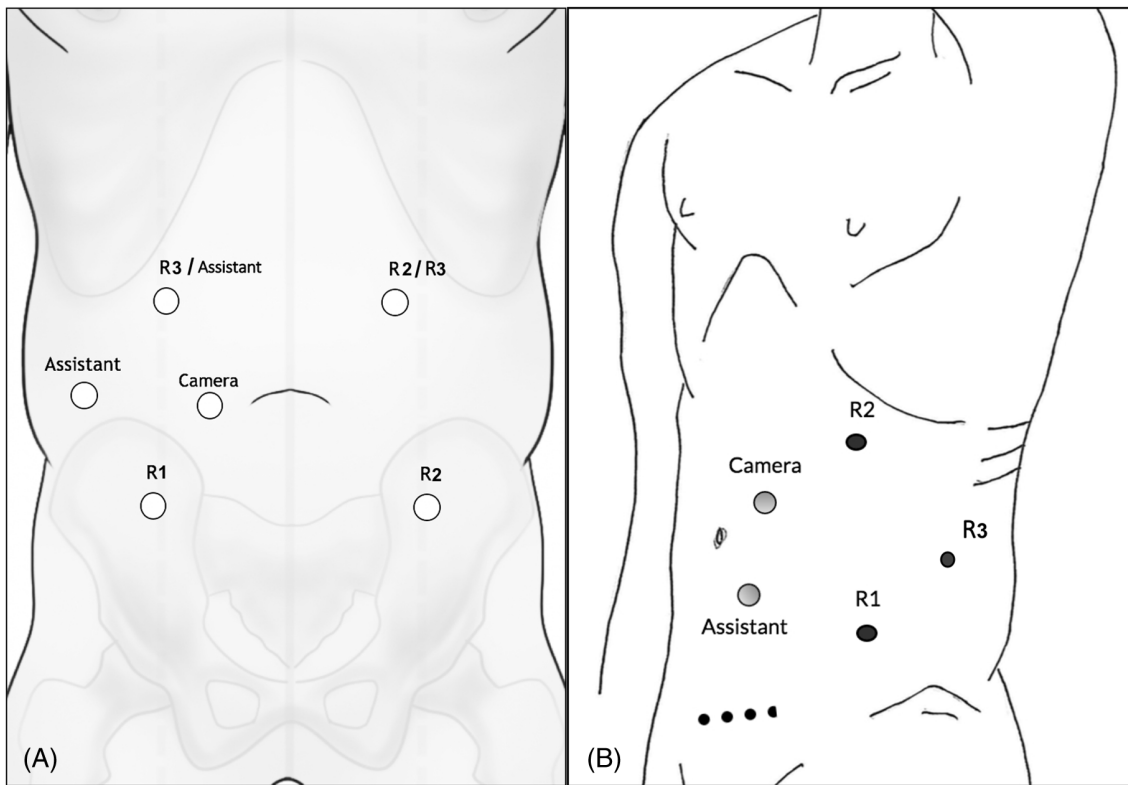 R3 / Assistant
R2 / R3
Assistant
Camera
R1
R2
(A)
R2
Camera
R3
R1
Assistant
(B)